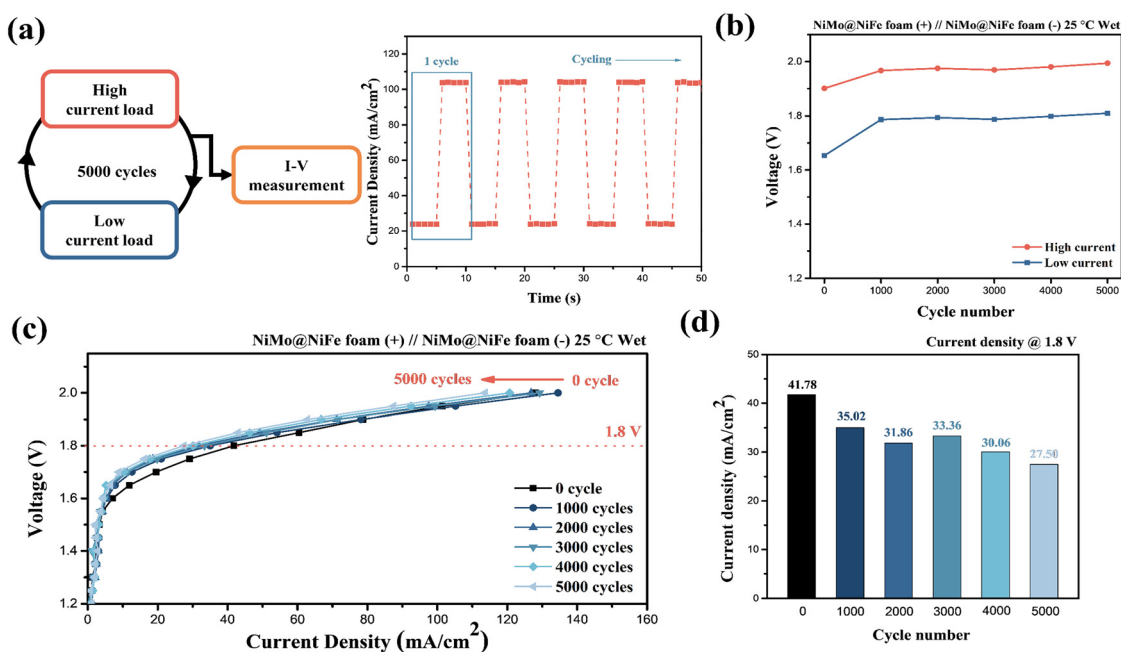 (a)
High
current load
5000 cycles
I-V
measurement
Low
current load
1 cycle
Cycling
Current Density (mA/cm²)
120
100
80
60
40
20
0
0 10 20 30 40 50
Time (s)
(b)
NiMo@NiFe foam (+) // NiMo@NiFe foam (-) 25 °C Wet
Voltage (V)
2.0
1.8
1.6
1.4
1.2
High current
Low current
0 1000 2000 3000 4000 5000
Cycle number
(c)
NiMo@NiFe foam (+) // NiMo@NiFe foam (-) 25 °C Wet
5000 cycles 0 cycle
1.8 V
Voltage (V)
2.0
1.8
1.6
1.4
1.2
0 cycle
1000 cycles
2000 cycles
3000 cycles
4000 cycles
5000 cycles
0 20 40 60 80 100 120 140 160
Current Density (mA/cm²)
(d)
Current density @ 1.8 V
Current density (mA/cm²)
50
40
30
20
10
0
41.78
35.02
31.86
33.36
30.06
27.50
0 1000 2000 3000 4000 5000
Cycle number